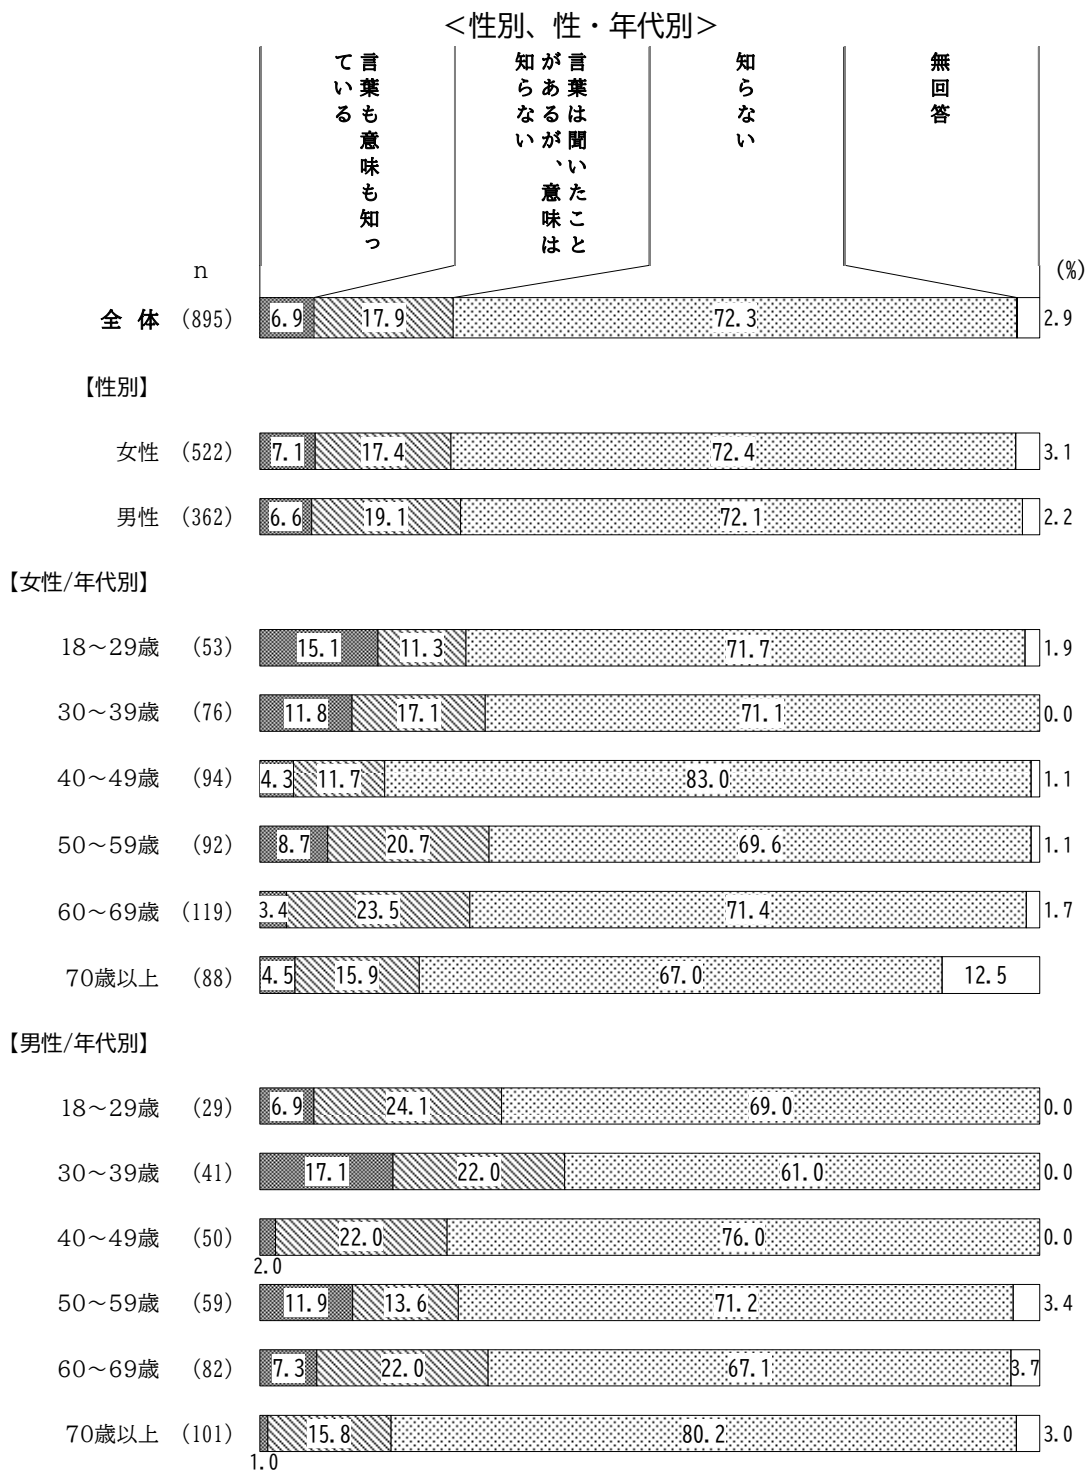 ＜性別、性・年代別＞
言葉も意味も知っ
ている
言葉は聞いたこと
があるが、意味は
知らない
知らない
無回答
n
(%)
全 体 (895) 6.9 17.9 72.3 2.9
【性別】
女性 (522) 7.1 17.4 72.4 3.1
男性 (362) 6.6 19.1 72.1 2.2
【女性/年代別】
18～29歳 (53) 15.1 11.3 71.7 1.9
30～39歳 (76) 11.8 17.1 71.1 0.0
40～49歳 (94) 4.3 11.7 83.0 1.1
50～59歳 (92) 8.7 20.7 69.6 1.1
60～69歳 (119) 3.4 23.5 71.4 1.7
70歳以上 (88) 4.5 15.9 67.0 12.5
【男性/年代別】
18～29歳 (29) 6.9 24.1 69.0 0.0
30～39歳 (41) 17.1 22.0 61.0 0.0
40～49歳 (50) 22.0 76.0 0.0
2.0
50～59歳 (59) 11.9 13.6 71.2 3.4
60～69歳 (82) 7.3 22.0 67.1 3.7
70歳以上 (101) 15.8 80.2 3.0
1.0